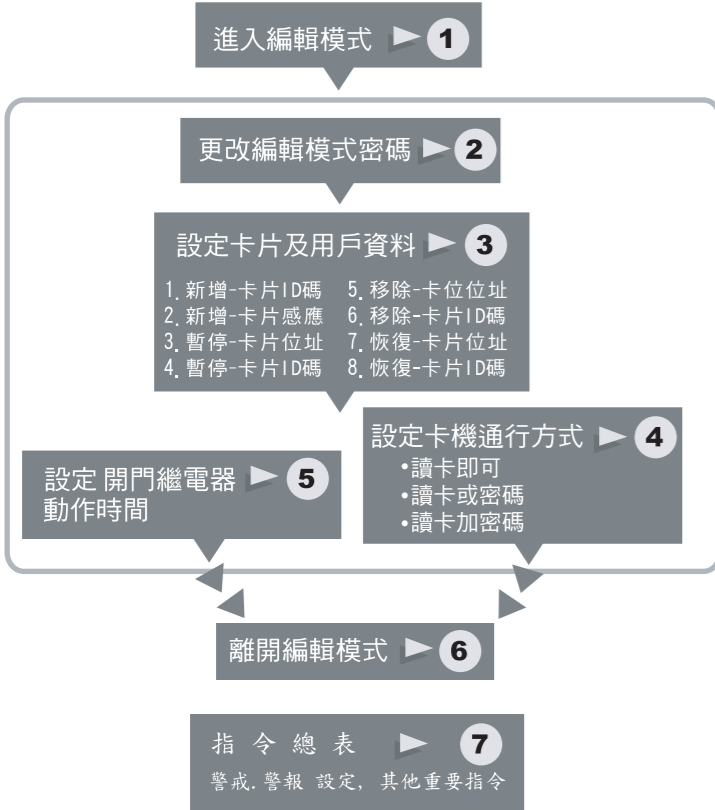 進入編輯模式 1
更改編輯模式密碼 2
設定卡片及用戶資料 3
1.新增-卡片ID碼 5.移除-卡位位址
2.新增-卡片感應 6.移除-卡片ID碼
3.暫停-卡片位址 7.恢復-卡片位址
4.暫停-卡片ID碼 8.恢復-卡片ID碼
設定卡機通行方式 4
•讀卡即可
•讀卡或密碼
•讀卡加密碼
設定 開門繼電器 5
動作時間
離開編輯模式 6
指 令 總 表 7
警戒.警報 設定, 其他重要指令